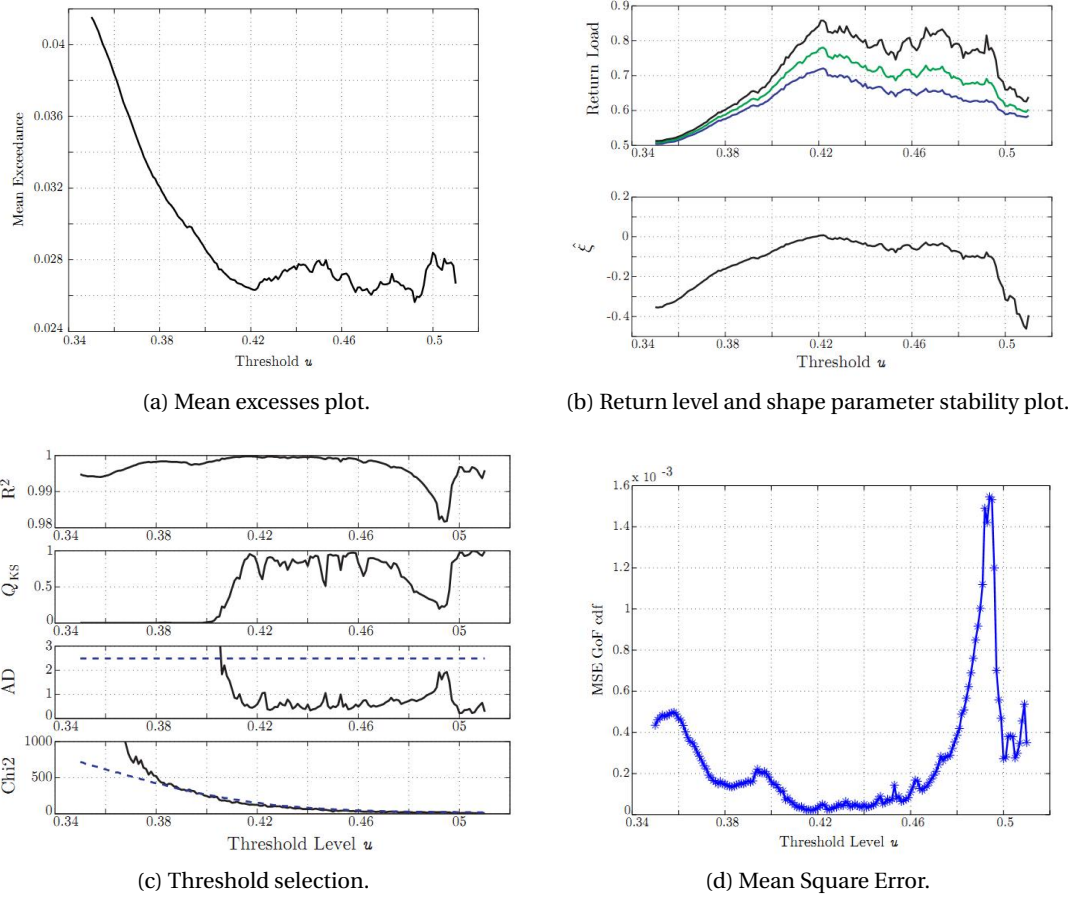 0.04
0.036
0.032
0.028
0.024
Mean Exceedance
0.34 0.38 0.42 0.46 0.5
Threshold u
(a) Mean excesses plot.
0.9
0.8
0.7
0.6
0.5
Return Load
0.34 0.38 0.42 0.46 0.5
0.2
0
-0.2
-0.4
ξ̂
0.34 0.38 0.42 0.46 0.5
Threshold u
(b) Return level and shape parameter stability plot.
1
0.99
0.98
R²
0.34 0.38 0.42 0.46 05
1
0.5
0
Q_KS
0.34 0.38 0.42 0.46 05
3
2
1
0
AD
0.34 0.38 0.42 0.46 05
1000
500
0
Chi2
0.34 0.38 0.42 0.46 05
Threshold Level u
(c) Threshold selection.
x 10 -3
1.6
1.4
1.2
1
0.8
0.6
0.4
0.2
0
MSE GoF cdf
0.34 0.38 0.42 0.46 0.5
Threshold Level u
(d) Mean Square Error.